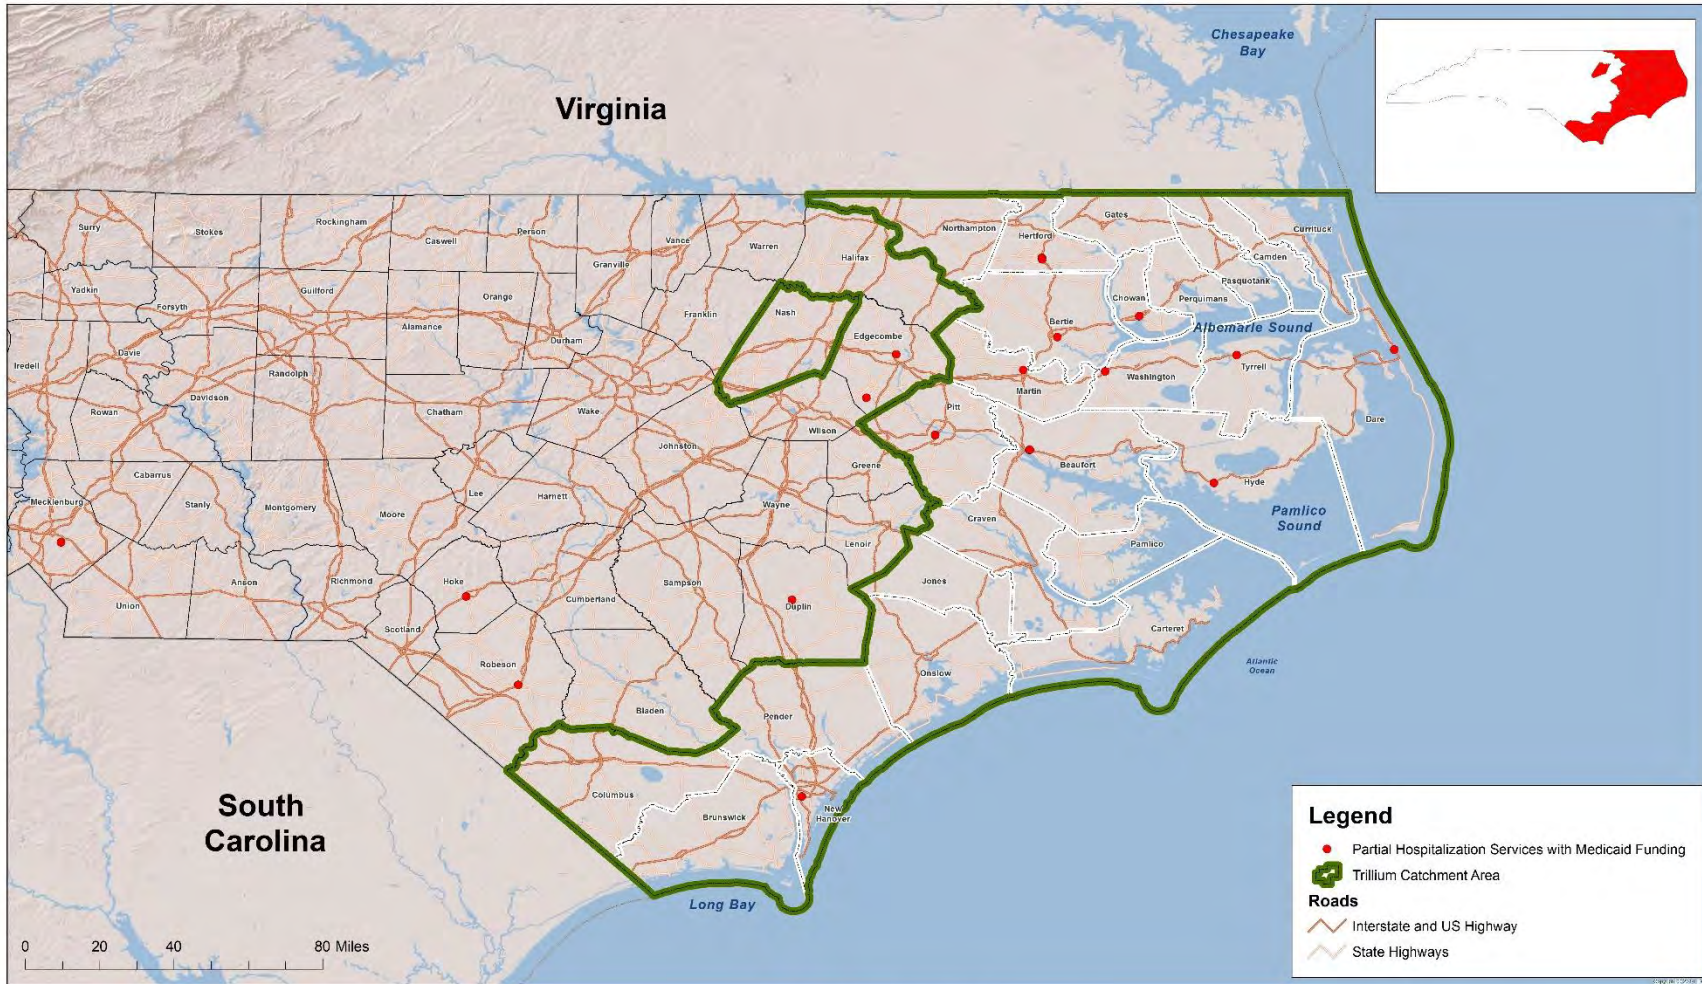 Chesapeake
Bay
Virginia
Surry
Stokes
Rockingham
Caswell
Person
Vance
Granville
Warren
Halifax
Northampton
Hertford
Gates
Currituck
Camden
Pasquotank
Perquimans
Chowan
Yadkin
Forsyth
Guilford
Orange
Alamance
Durham
Franklin
Nash
Edgecombe
Bertie
Albemarle Sound
Iredell
Davie
Davidson
Randolph
Chatham
Wake
Rowan
Martin
Washington
Tyrrell
Dare
Pitt
Wilson
Johnston
Greene
Beaufort
Hyde
Cabarrus
Mecklenburg
Stanly
Montgomery
Moore
Lee
Harnett
Wayne
Lenoir
Craven
Pamlico
Sound
Pamlico
Jones
Union
Anson
Richmond
Hoke
Cumberland
Sampson
Duplin
Scotland
Robeson
Bladen
Pender
Onslow
Carteret
Atlantic
Ocean
Columbus
Brunswick
New
Hanover
South
Carolina
Long Bay
0 20 40 80 Miles
Legend
Partial Hospitalization Services with Medicaid Funding
Trillium Catchment Area
Roads
Interstate and US Highway
State Highways